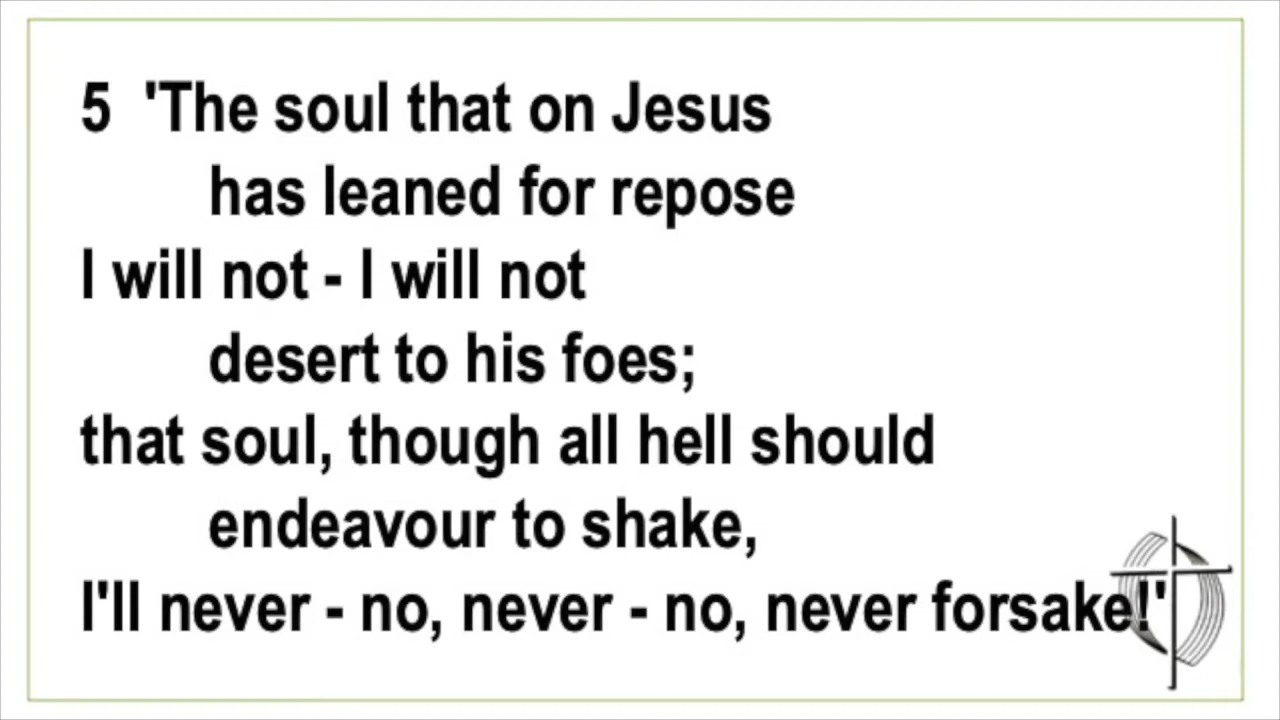 5 'The soul that on Jesus
has leaned for repose
I will not - I will not
desert to his foes;
that soul, though all hell should
endeavour to shake,
I'll never - no, never - no, never forsake!'